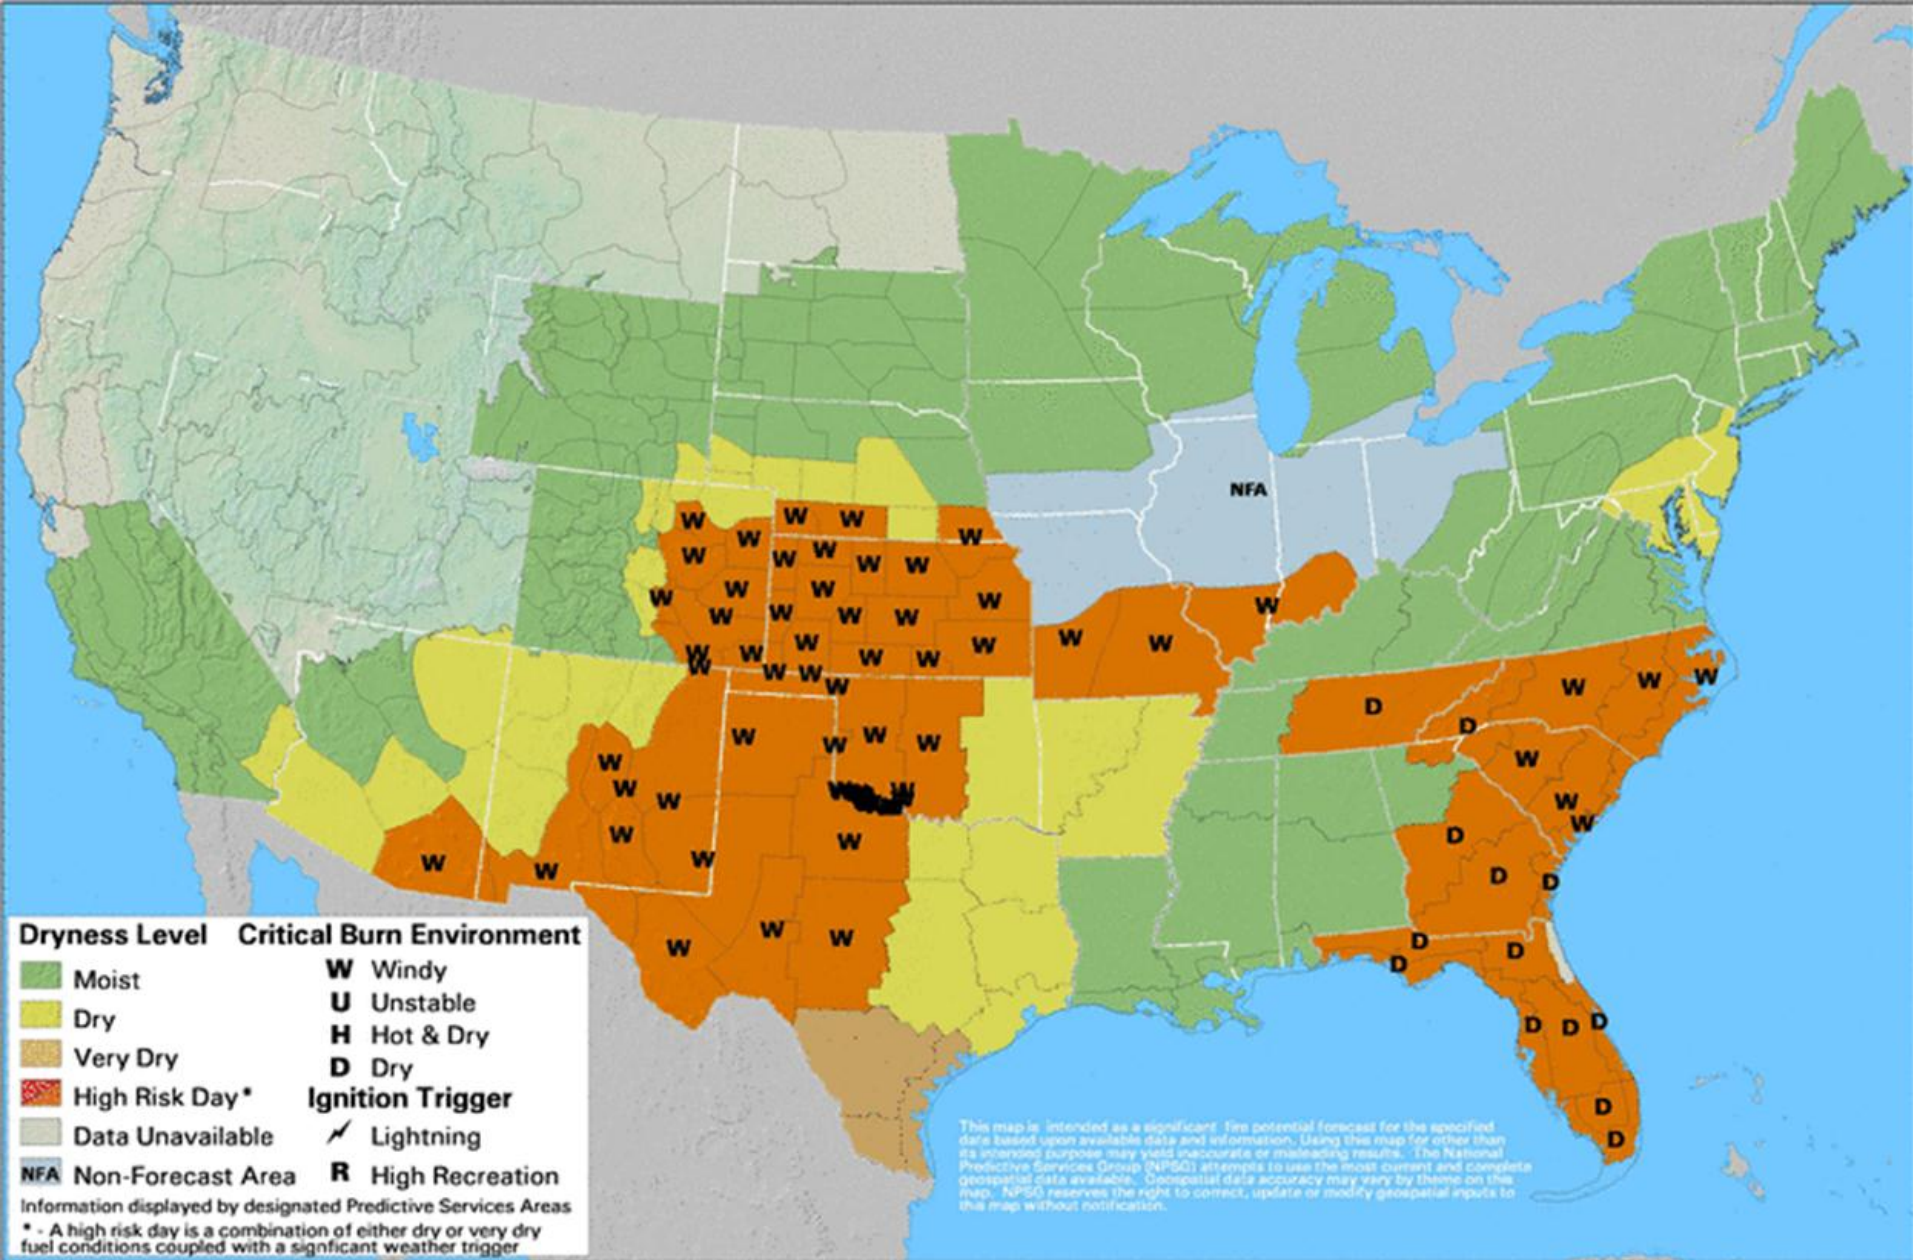 NFA
W W W W
W W W W W W
W W W W
W W W W W W W
W W W W W W W W
W W W W W W
W W W W W
W W W
D W W W
D
W W W W
W W W
W W
W W
W W
W W W
D W
W W
D
D D
D
D D
D D D
D
D
Dryness Level
Moist
Dry
Very Dry
High Risk Day*
Data Unavailable
NFA Non-Forecast Area
Critical Burn Environment
W Windy
U Unstable
H Hot & Dry
D Dry
Ignition Trigger
Lightning
R High Recreation
Information displayed by designated Predictive Services Areas
* - A high risk day is a combination of either dry or very dry
fuel conditions coupled with a signficant weather trigger
This map is intended as a significant fire potential forecast for the specified
date based upon available data and information. Using this map for other than
its intended purpose may yield inaccurate or misleading results. The National
Predictive Services Group (NPSG) attempts to use the most current and complete
geospatial data available. Geospatial data accuracy may vary by theme on this
map. NPSG reserves the right to correct, update or modify geospatial inputs to
this map without notification.